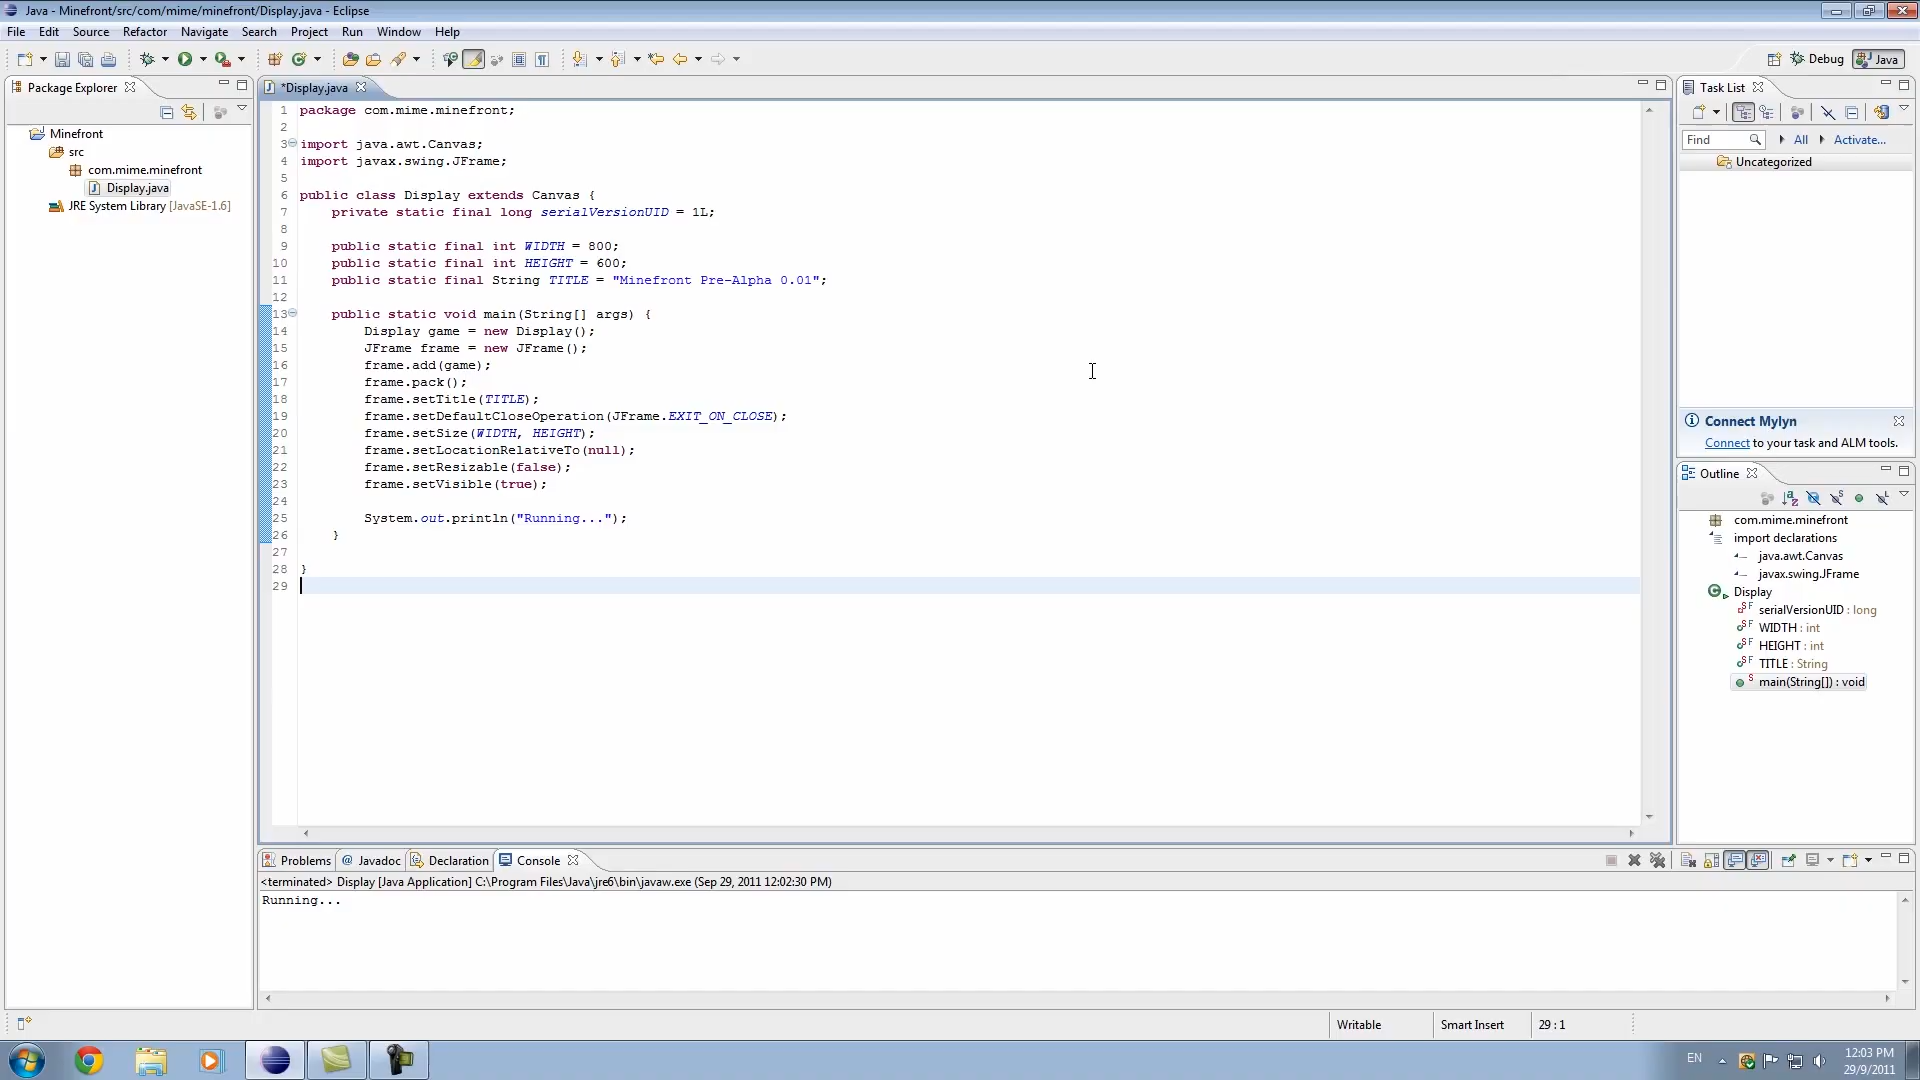 Java - Minefront/src/com/mime/minefront/Display.java - Eclipse
File Edit Source Refactor Navigate Search Project Run Window Help
Debug Java
Package Explorer
Minefront
src
com.mime.minefront
Display.java
JRE System Library [JavaSE-1.6]
*Display.java
1 package com.mime.minefront;
2
3 import java.awt.Canvas;
4 import javax.swing.JFrame;
5
6 public class Display extends Canvas {
7 private static final long serialVersionUID = 1L;
8
9 public static final int WIDTH = 800;
10 public static final int HEIGHT = 600;
11 public static final String TITLE = "Minefront Pre-Alpha 0.01";
12
13 public static void main(String[] args) {
14 Display game = new Display();
15 JFrame frame = new JFrame();
16 frame.add(game);
17 frame.pack();
18 frame.setTitle(TITLE);
19 frame.setDefaultCloseOperation(JFrame.EXIT_ON_CLOSE);
20 frame.setSize(WIDTH, HEIGHT);
21 frame.setLocationRelativeTo(null);
22 frame.setResizable(false);
23 frame.setVisible(true);
24
25 System.out.println("Running...");
26 }
27
28 }
29
Task List
Find All Activate...
Uncategorized
Connect Mylyn
Connect to your task and ALM tools.
Outline
com.mime.minefront
import declarations
java.awt.Canvas
javax.swing.JFrame
Display
serialVersionUID : long
WIDTH : int
HEIGHT : int
TITLE : String
main(String[]) : void
Problems Javadoc Declaration Console
<terminated> Display [Java Application] C:\Program Files\Java\jre6\bin\javaw.exe (Sep 29, 2011 12:02:30 PM)
Running...
Writable Smart Insert 29 : 1
EN
12:03 PM
29/9/2011